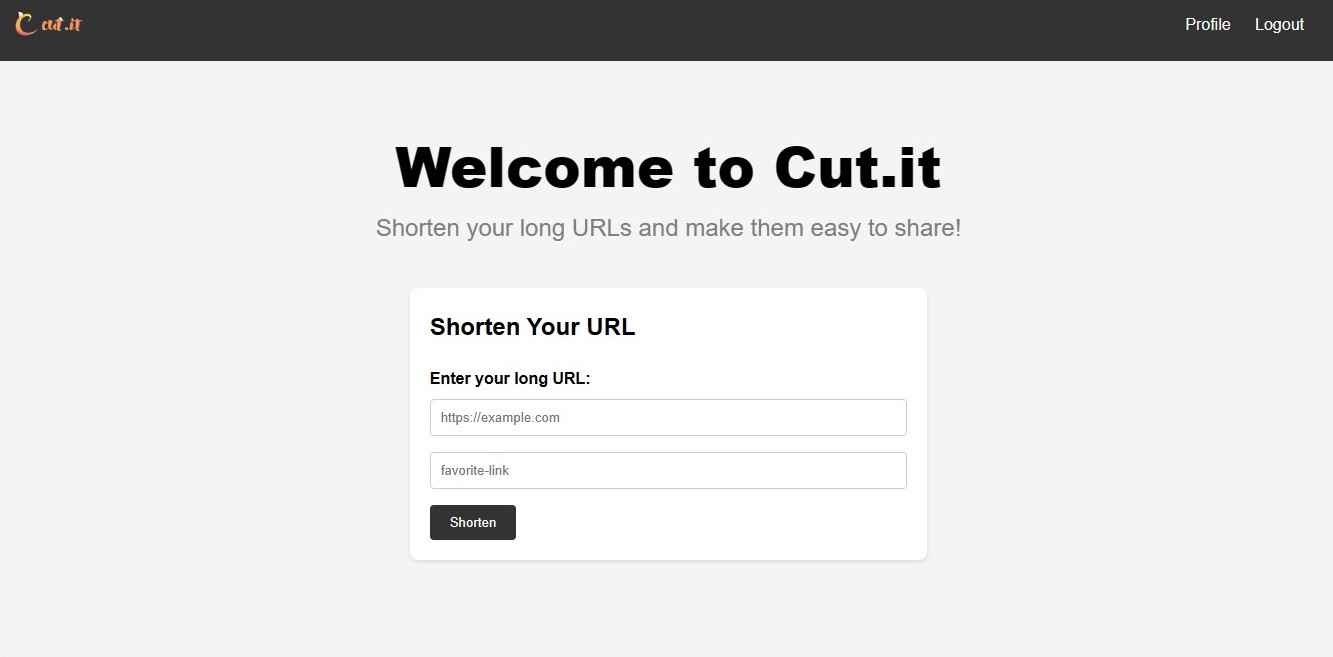 cut.it
Profile
Logout
Welcome to Cut.it
Shorten your long URLs and make them easy to share!
Shorten Your URL
Enter your long URL:
https://example.com
favorite-link
Shorten